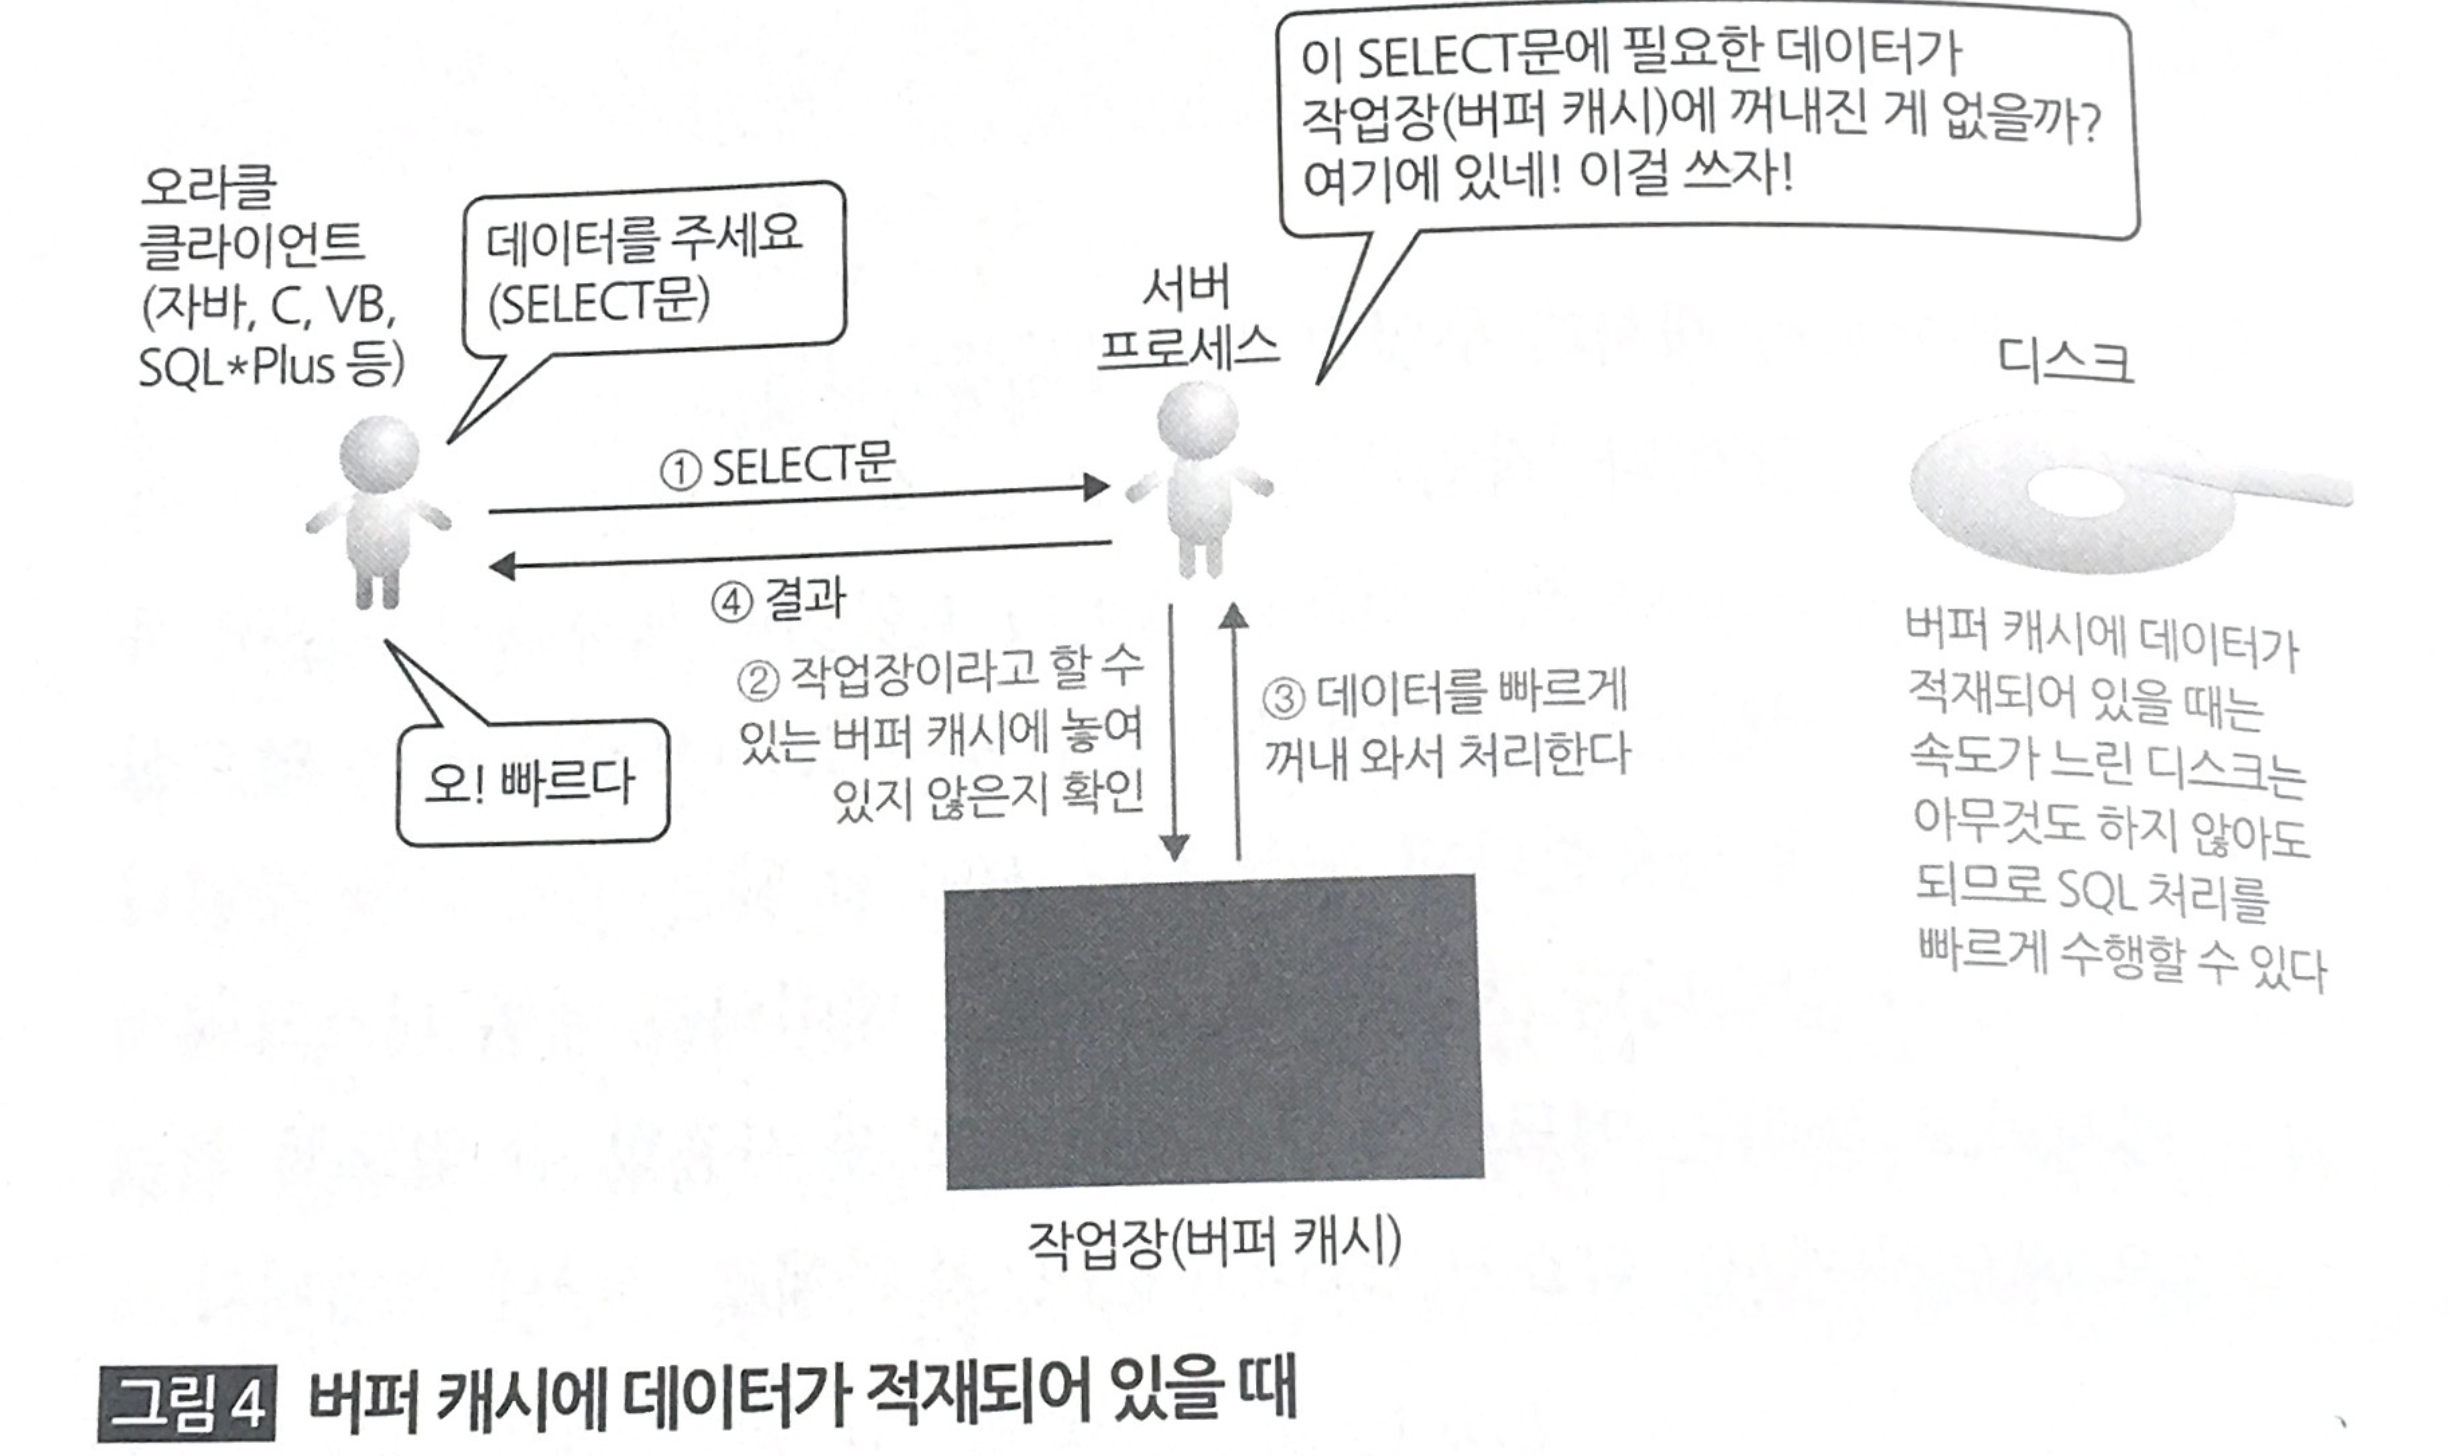 이 SELECT문에 필요한 데이터가
작업장(버퍼 캐시)에 꺼내진 게 없을까?
여기에 있네! 이걸 쓰자!
오라클
클라이언트
(자바, C, VB,
SQL*Plus 등)
데이터를 주세요
(SELECT문)
서버
프로세스
디스크
① SELECT문
④ 결과
② 작업장이라고 할 수
있는 버퍼 캐시에 놓여
있지 않은지 확인
③ 데이터를 빠르게
꺼내 와서 처리한다
오! 빠르다
버퍼 캐시에 데이터가
적재되어 있을 때는
속도가 느린 디스크는
아무것도 하지 않아도
되므로 SQL 처리를
빠르게 수행할 수 있다
작업장(버퍼 캐시)
그림 4 버퍼 캐시에 데이터가 적재되어 있을 때